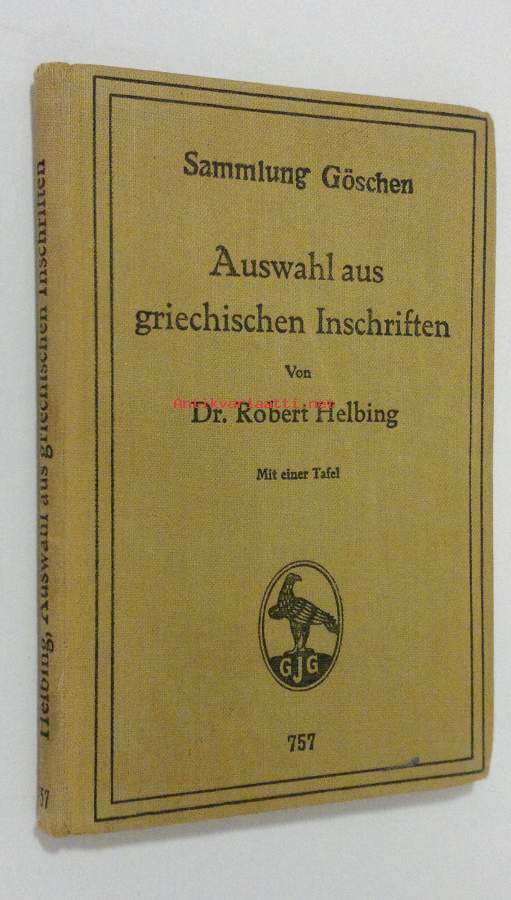 Sammlung Göschen
Auswahl aus
griechischen Inschriften
Von
Antikvariaatti.net
Dr. Robert Helbing
Mit einer Tafel
GJG
757
Helbing, Auswahl aus griechischen Inschriften
57